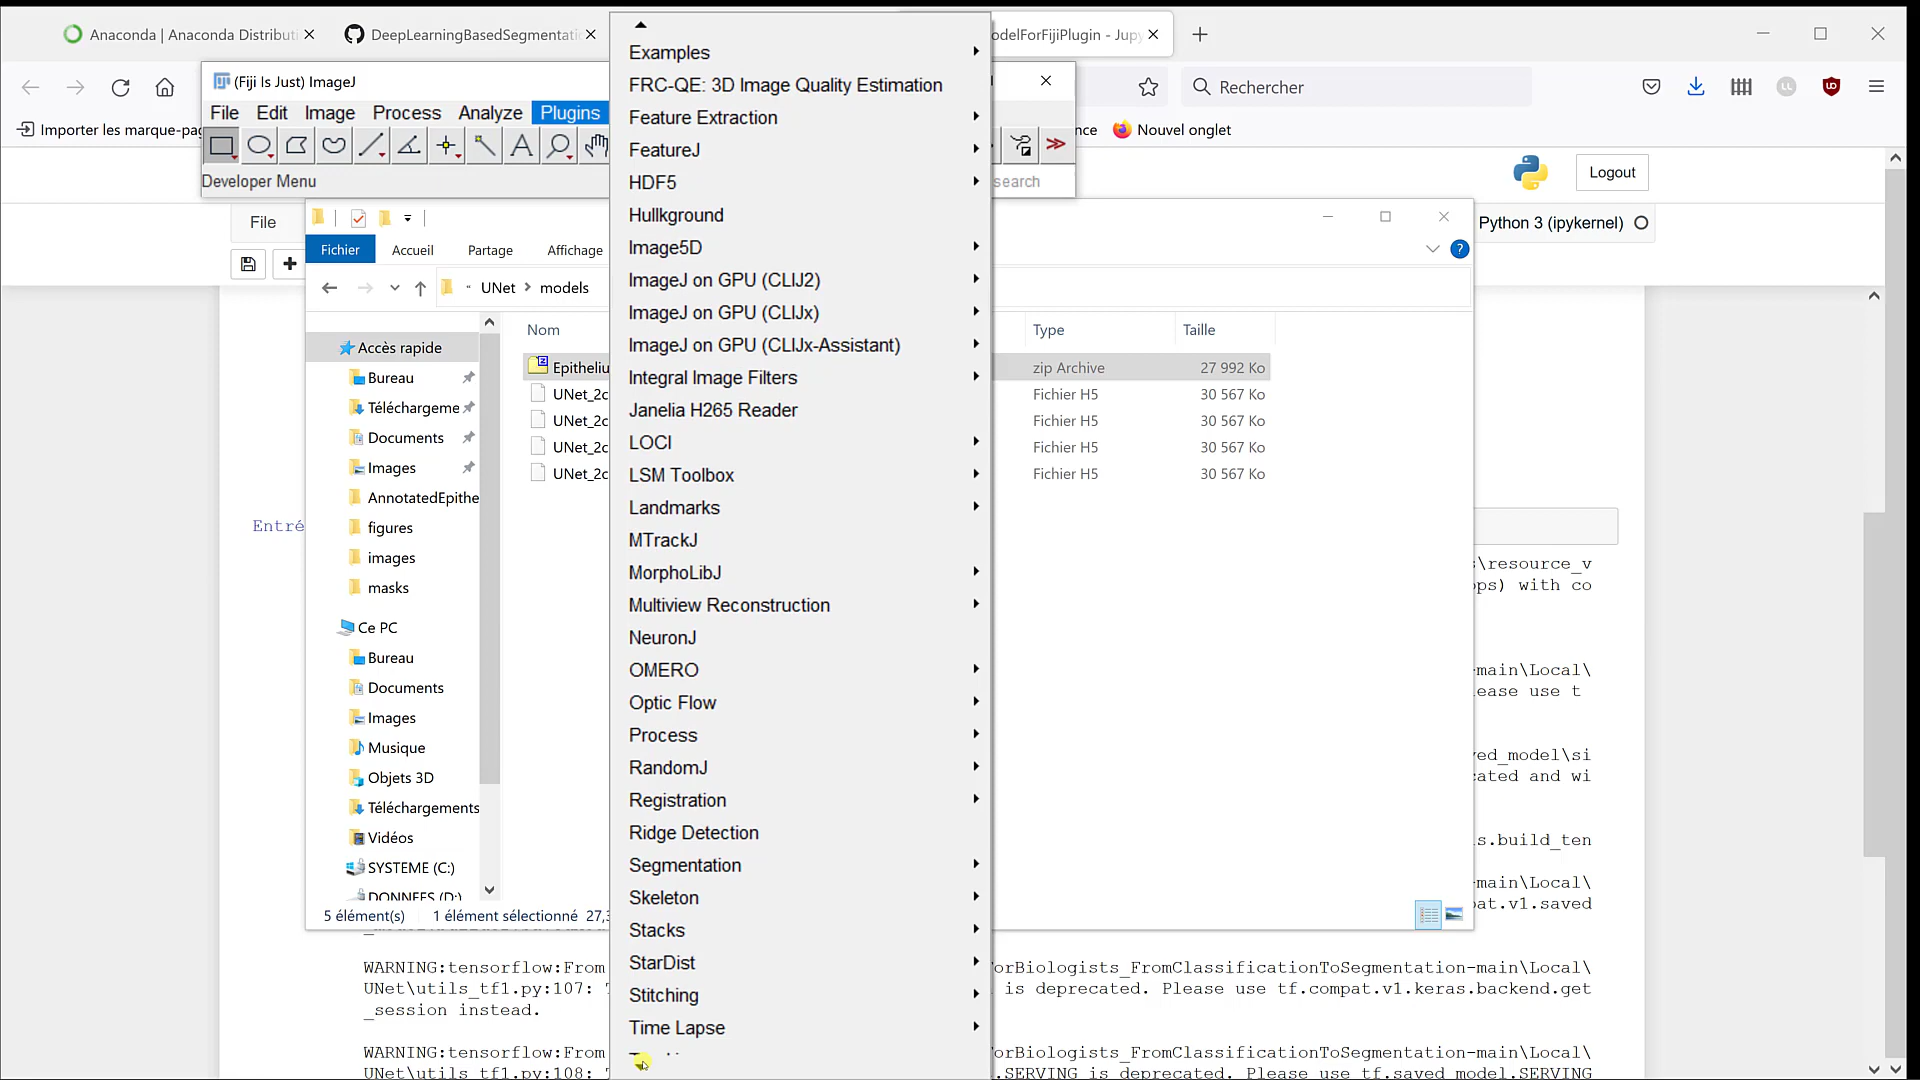 Anaconda | Anaconda Distributi
DeepLearningBasedSegmentati
odelForFijiPlugin - Jupy
Rechercher
Importer les marque-pag
nce
Nouvel onglet
(Fiji Is Just) ImageJ
File Edit Image Process Analyze Plugins
Developer Menu
search
Logout
File
Python 3 (ipykernel)
Fichier Accueil Partage Affichage
UNet > models
Nom
Type
Taille
Accès rapide
Bureau
Téléchargeme
Documents
Images
AnnotatedEpithe
figures
images
masks
Ce PC
Bureau
Documents
Images
Musique
Objets 3D
Téléchargements
Vidéos
SYSTEME (C:)
DONNEES (D:)
5 élément(s) 1 élément sélectionné 27,3
Epitheliu
zip Archive 27 992 Ko
UNet_2c
Fichier H5 30 567 Ko
UNet_2c
Fichier H5 30 567 Ko
UNet_2c
Fichier H5 30 567 Ko
UNet_2c
Fichier H5 30 567 Ko
Examples
FRC-QE: 3D Image Quality Estimation
Feature Extraction
FeatureJ
HDF5
Hullkground
Image5D
ImageJ on GPU (CLIJ2)
ImageJ on GPU (CLIJx)
ImageJ on GPU (CLIJx-Assistant)
Integral Image Filters
Janelia H265 Reader
LOCI
LSM Toolbox
Landmarks
MTrackJ
MorphoLibJ
Multiview Reconstruction
NeuronJ
OMERO
Optic Flow
Process
RandomJ
Registration
Ridge Detection
Segmentation
Skeleton
Stacks
StarDist
Stitching
Time Lapse
Entré
s\resource_v
ops) with co
-main\Local\
lease use t
ved_model\si
cated and wi
ls.build_ten
-main\Local\
at.v1.saved
WARNING:tensorflow:From
orBiologists_FromClassificationToSegmentation-main\Local\
UNet\utils_tf1.py:107: T
is deprecated. Please use tf.compat.v1.keras.backend.get
_session instead.
WARNING:tensorflow:From
orBiologists_FromClassificationToSegmentation-main\Local\
UNet\utils_tf1.py:108: T
.SERVING is deprecated. Please use tf.saved_model.SERVING